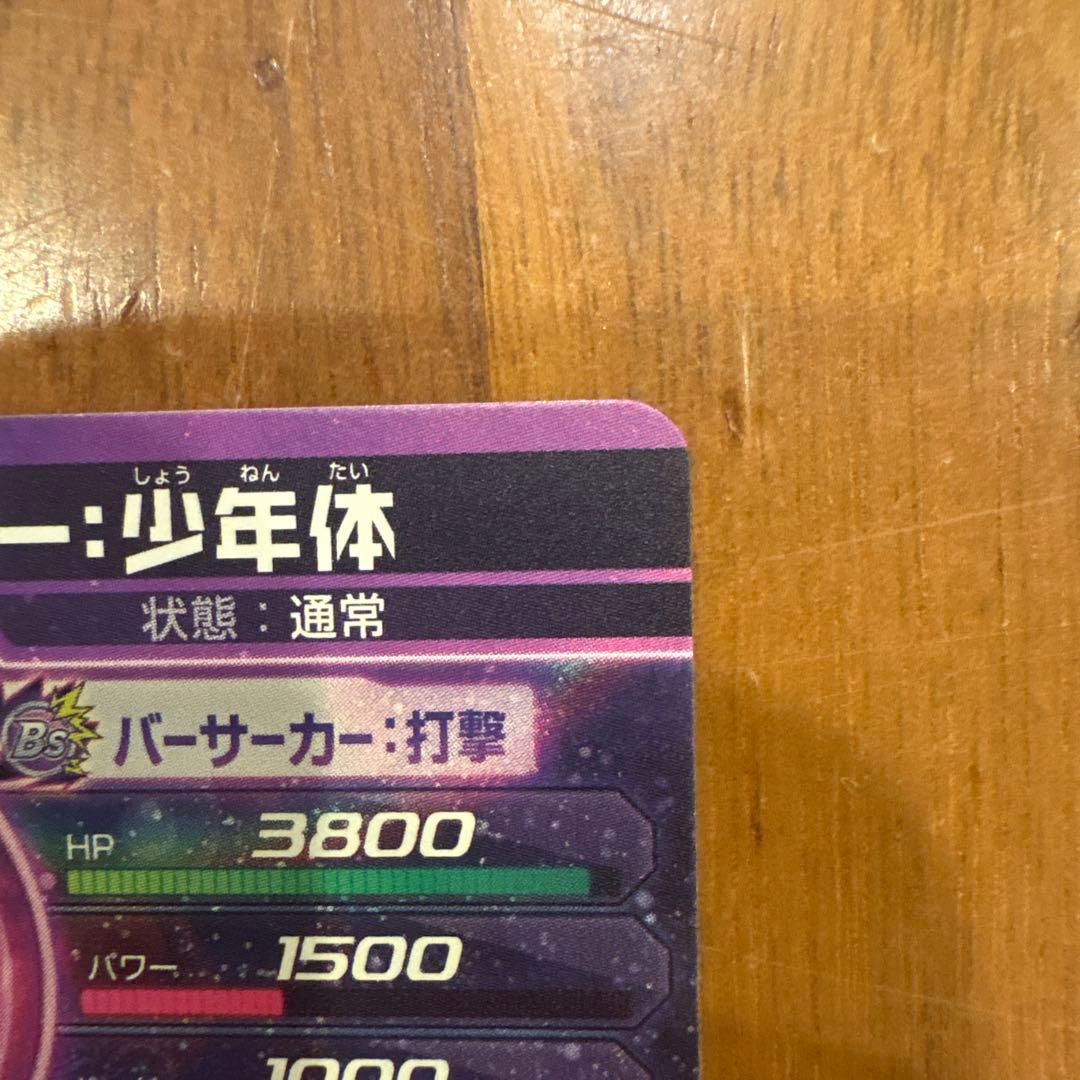 しょう ねん たい
ー:少年体
状態:通常
Bs バーサーカー:打撃
HP 3800
パワー 1500
1000